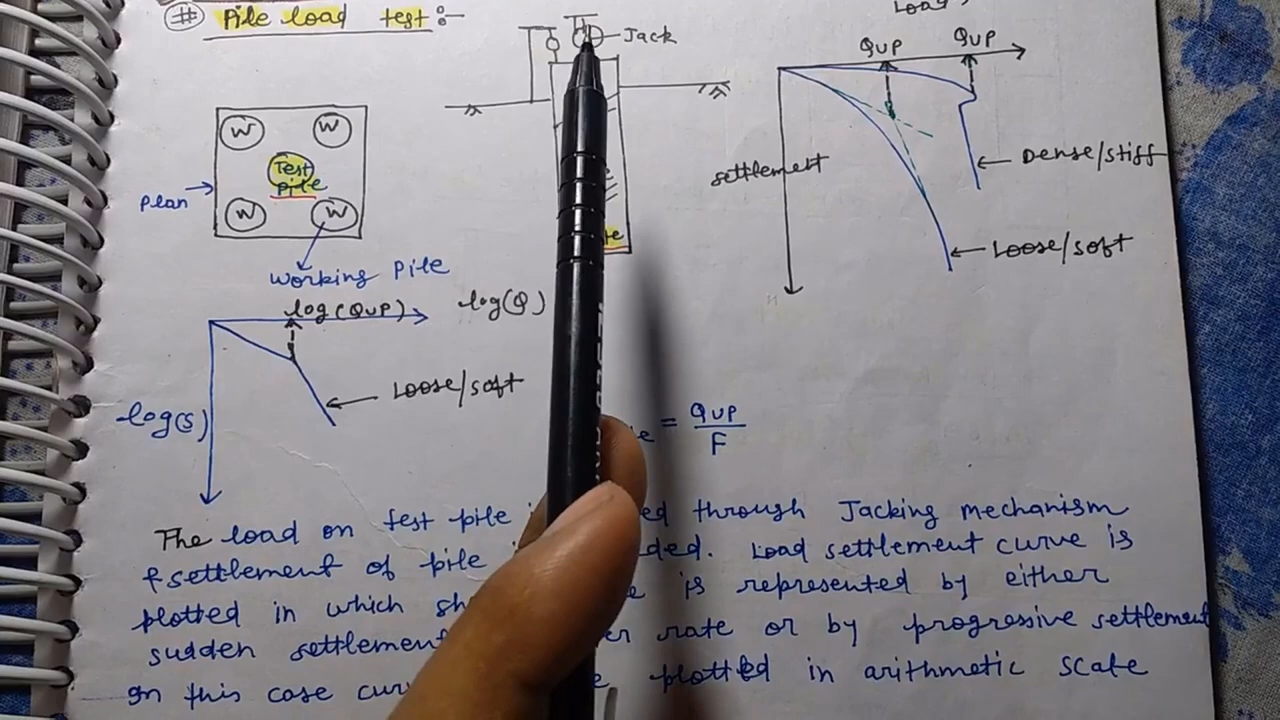 # Pile load test :-
Jack
Load
Qup
Qup
settlement
Dense/stiff
Loose/soft
W
W
Test
pile
W
W
Plan
Working Pile
log(Qup)
log(Q)
Loose/soft
log(S)
= Qup
F
The load on test pile through Jacking mechanism
& settlement of pile Load settlement curve is
plotted in which is represented by either
sudden settlement rate or by progressive settlement
In this case plotted in arithmetic scale